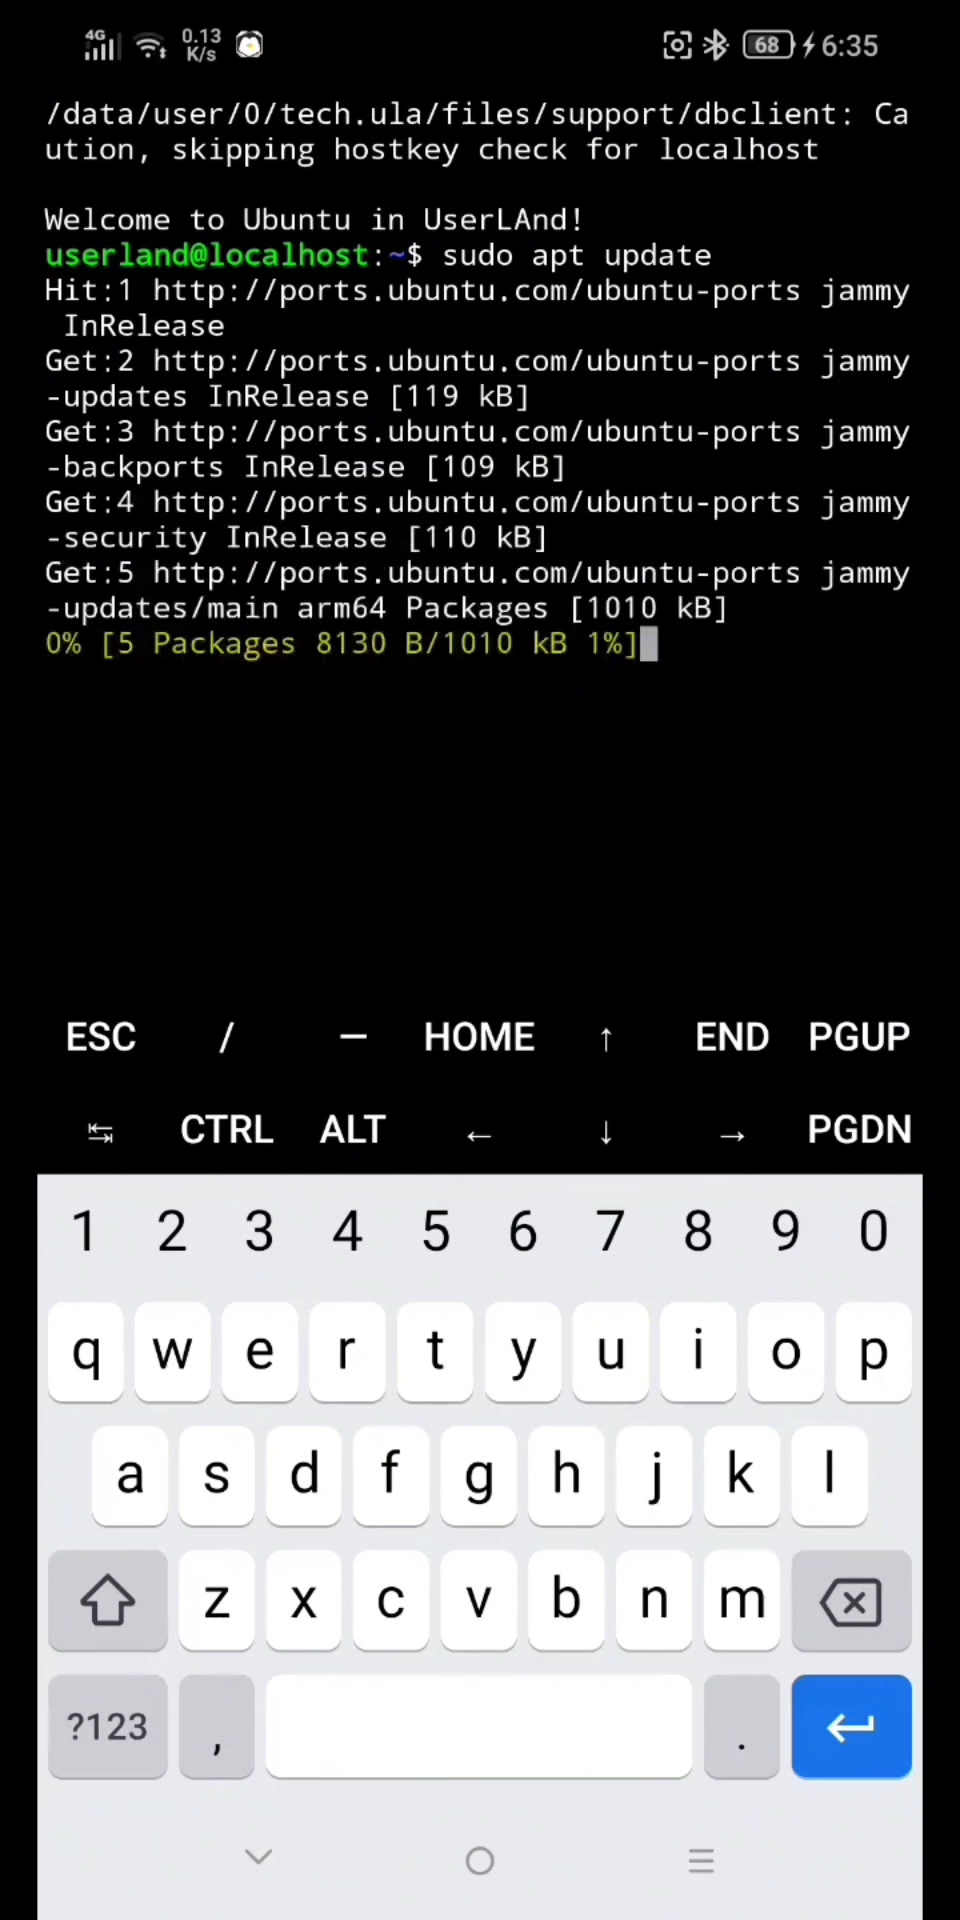 4G 0.13 K/s 68 6:35
/data/user/0/tech.ula/files/support/dbclient: Ca
ution, skipping hostkey check for localhost
Welcome to Ubuntu in UserLAnd!
userland@localhost:~$ sudo apt update
Hit:1 http://ports.ubuntu.com/ubuntu-ports jammy
 InRelease
Get:2 http://ports.ubuntu.com/ubuntu-ports jammy
-updates InRelease [119 kB]
Get:3 http://ports.ubuntu.com/ubuntu-ports jammy
-backports InRelease [109 kB]
Get:4 http://ports.ubuntu.com/ubuntu-ports jammy
-security InRelease [110 kB]
Get:5 http://ports.ubuntu.com/ubuntu-ports jammy
-updates/main arm64 Packages [1010 kB]
0% [5 Packages 8130 B/1010 kB 1%]
ESC / — HOME ↑ END PGUP
↹ CTRL ALT ← ↓ → PGDN
1 2 3 4 5 6 7 8 9 0
q w e r t y u i o p
a s d f g h j k l
z x c v b n m
?123 , .